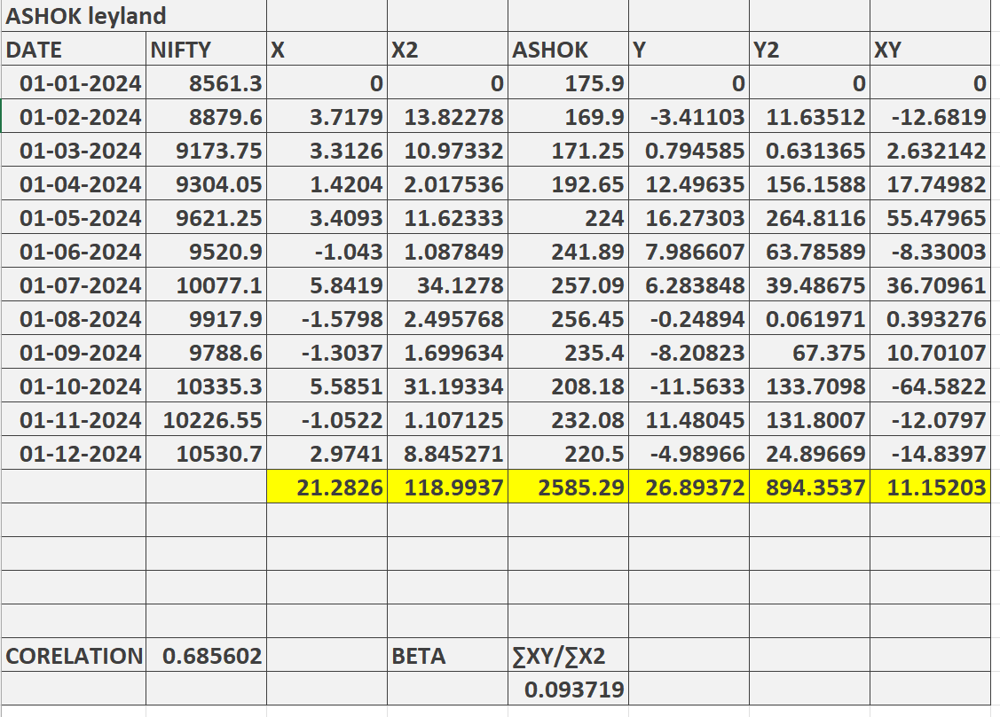 ASHOK leyland
DATE NIFTY X X2 ASHOK Y Y2 XY
01-01-2024 8561.3 0 0 175.9 0 0 0
01-02-2024 8879.6 3.7179 13.82278 169.9 -3.41103 11.63512 -12.6819
01-03-2024 9173.75 3.3126 10.97332 171.25 0.794585 0.631365 2.632142
01-04-2024 9304.05 1.4204 2.017536 192.65 12.49635 156.1588 17.74982
01-05-2024 9621.25 3.4093 11.62333 224 16.27303 264.8116 55.47965
01-06-2024 9520.9 -1.043 1.087849 241.89 7.986607 63.78589 -8.33003
01-07-2024 10077.1 5.8419 34.1278 257.09 6.283848 39.48675 36.70961
01-08-2024 9917.9 -1.5798 2.495768 256.45 -0.24894 0.061971 0.393276
01-09-2024 9788.6 -1.3037 1.699634 235.4 -8.20823 67.375 10.70107
01-10-2024 10335.3 5.5851 31.19334 208.18 -11.5633 133.7098 -64.5822
01-11-2024 10226.55 -1.0522 1.107125 232.08 11.48045 131.8007 -12.0797
01-12-2024 10530.7 2.9741 8.845271 220.5 -4.98966 24.89669 -14.8397
21.2826 118.9937 2585.29 26.89372 894.3537 11.15203
CORELATION 0.685602 BETA ∑XY/∑X2
0.093719